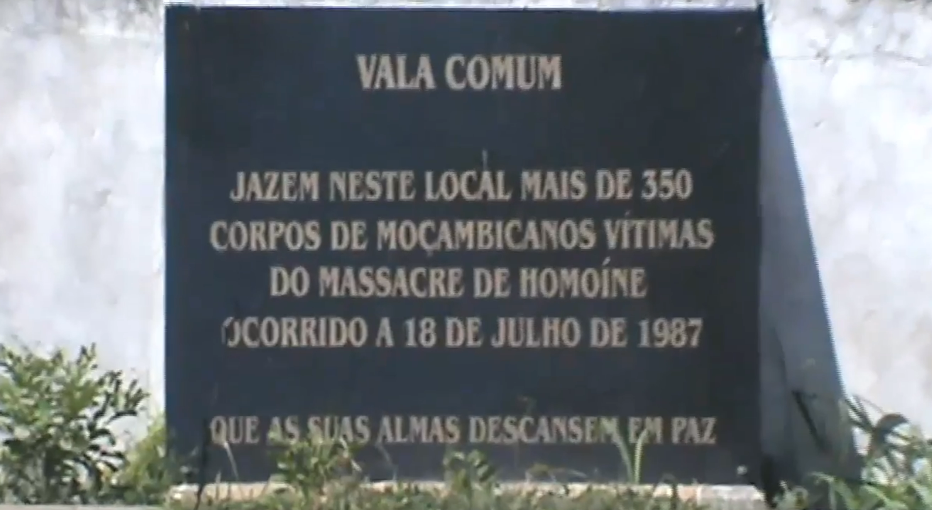 VALA COMUM
JAZEM NESTE LOCAL MAIS DE 350
CORPOS DE MOÇAMBICANOS VÍTIMAS
DO MASSACRE DE HOMOÍNE
OCORRIDO A 18 DE JULHO DE 1987
QUE AS SUAS ALMAS DESCANSEM EM PAZ